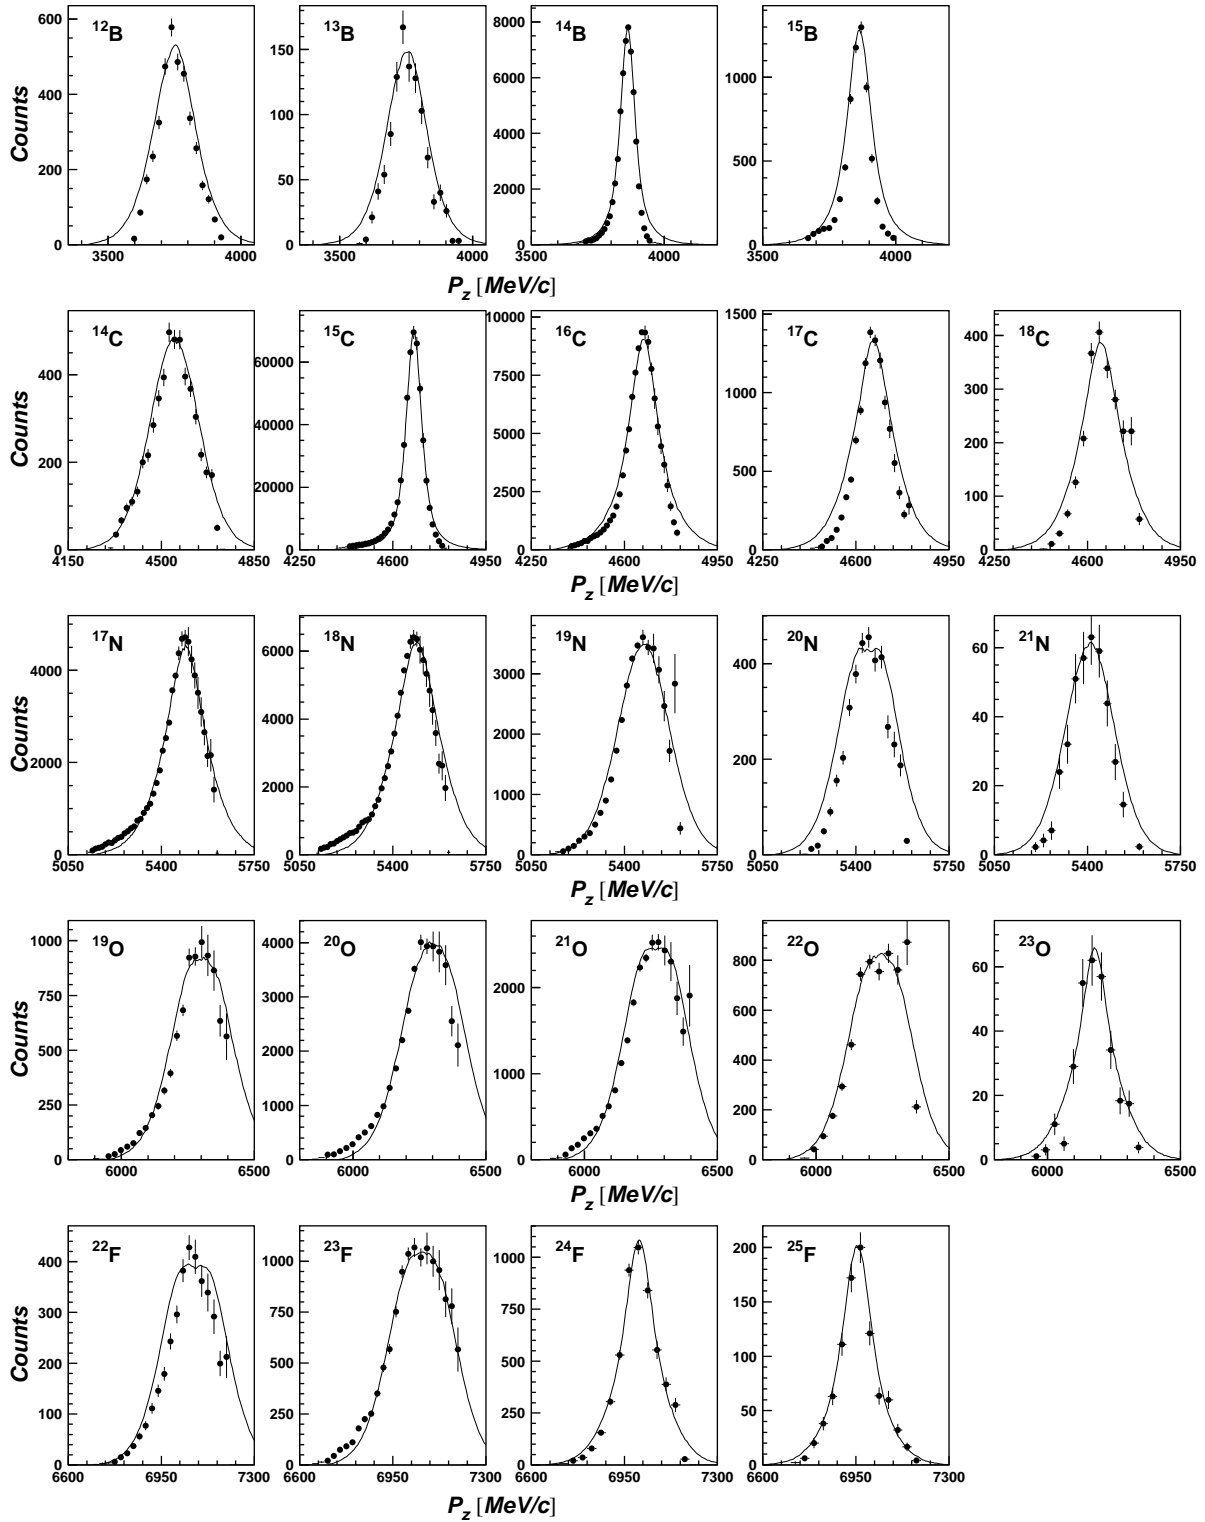 ¹²B ¹³B ¹⁴B ¹⁵B
Counts
600 400 200 0
150 100 50 0
8000 6000 4000 2000 0
1000 500 0
3500 4000 3500 4000 3500 4000 3500 4000
P_z [MeV/c]
¹⁴C ¹⁵C ¹⁶C ¹⁷C ¹⁸C
Counts
400 200 0
60000 40000 20000 0
10000 7500 5000 2500 0
1500 1000 500 0
400 300 200 100 0
4150 4500 4850 4250 4600 4950 4250 4600 4950 4250 4600 4950 4250 4600 4950
P_z [MeV/c]
¹⁷N ¹⁸N ¹⁹N ²⁰N ²¹N
Counts
4000 2000 0
6000 4000 2000 0
3000 2000 1000 0
400 200 0
60 40 20 0
5050 5400 5750 5050 5400 5750 5050 5400 5750 5050 5400 5750 5050 5400 5750
P_z [MeV/c]
¹⁹O ²⁰O ²¹O ²²O ²³O
Counts
1000 750 500 250 0
4000 3000 2000 1000 0
2000 1000 0
800 600 400 200 0
60 40 20 0
6000 6500 6000 6500 6000 6500 6000 6500 6000 6500
P_z [MeV/c]
²²F ²³F ²⁴F ²⁵F
Counts
400 300 200 100 0
1000 750 500 250 0
1000 750 500 250 0
200 150 100 50 0
6600 6950 7300 6600 6950 7300 6600 6950 7300 6600 6950 7300
P_z [MeV/c]